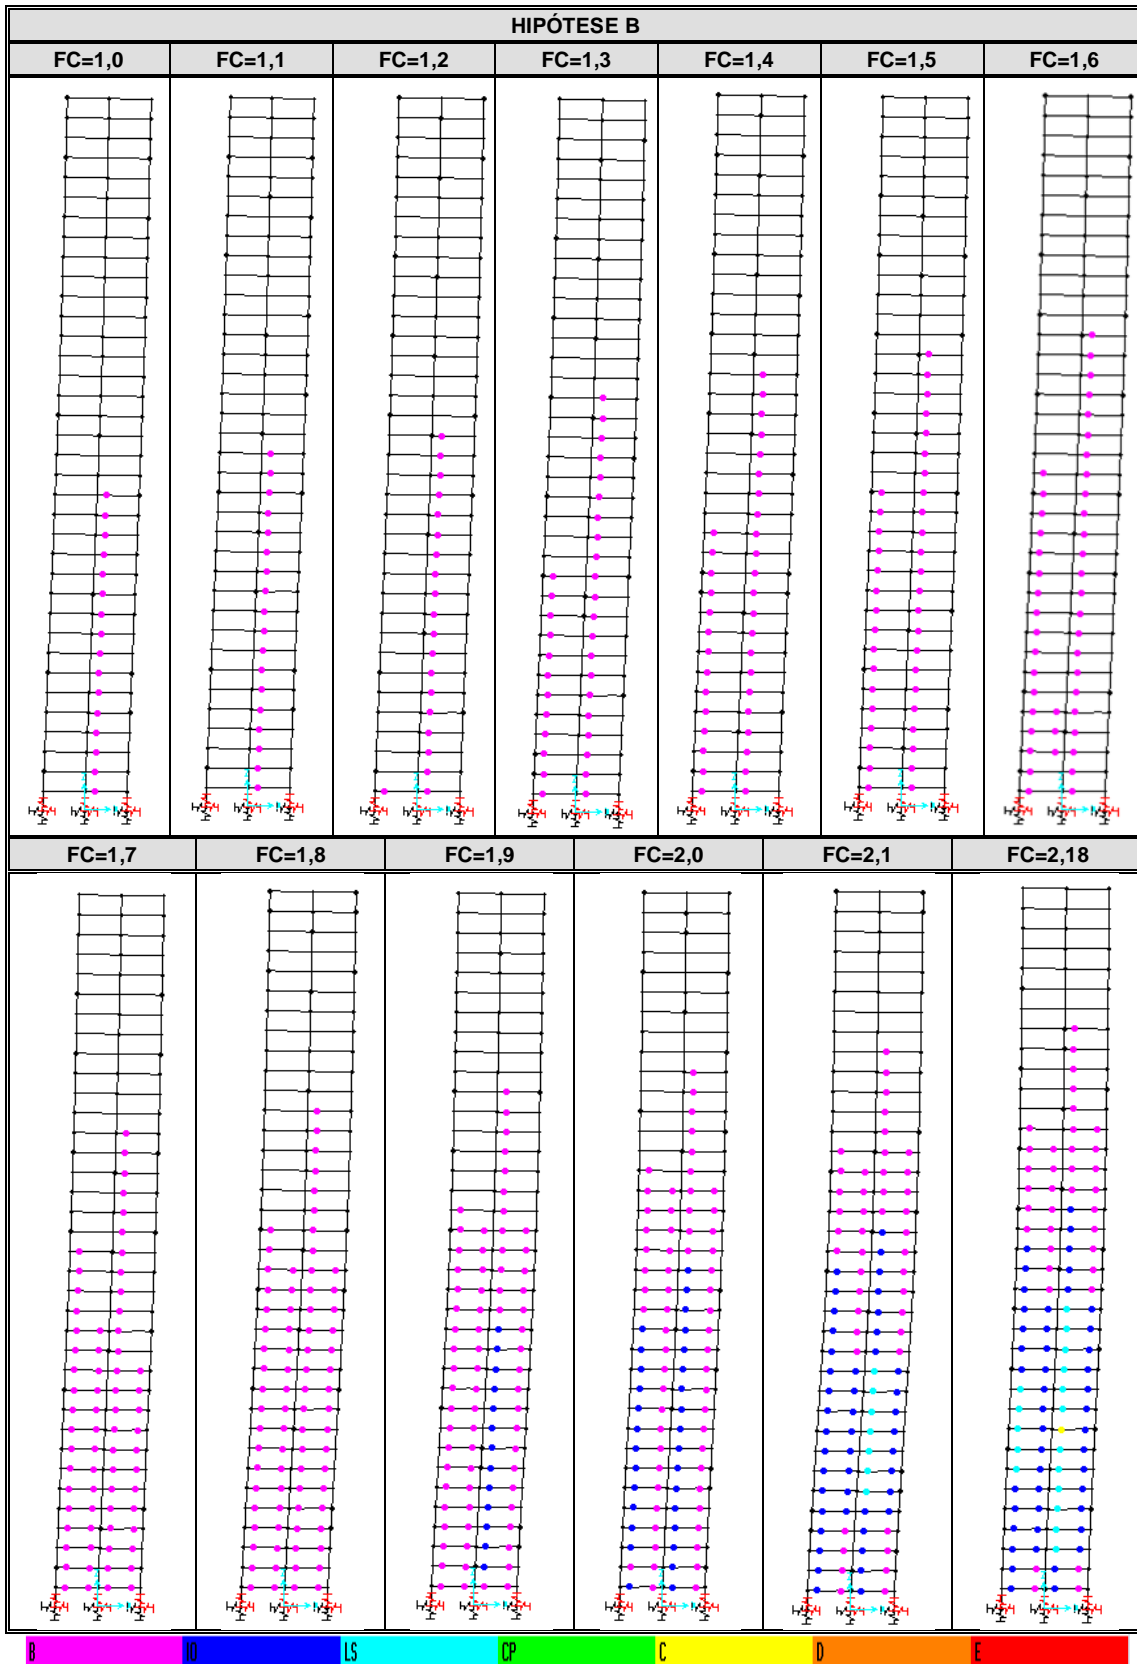 HIPÓTESE B
FC=1,0 FC=1,1 FC=1,2 FC=1,3 FC=1,4 FC=1,5 FC=1,6
FC=1,7 FC=1,8 FC=1,9 FC=2,0 FC=2,1 FC=2,18
B IO LS CP C D E